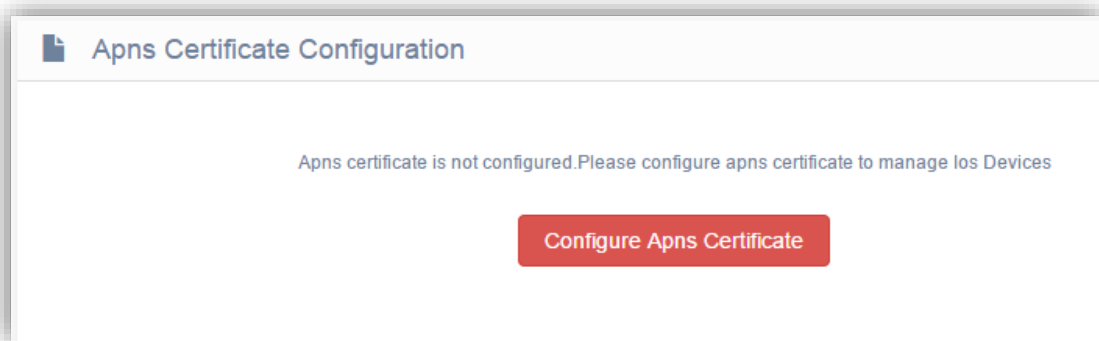 Apns Certificate Configuration
Apns certificate is not configured.Please configure apns certificate to manage Ios Devices
Configure Apns Certificate